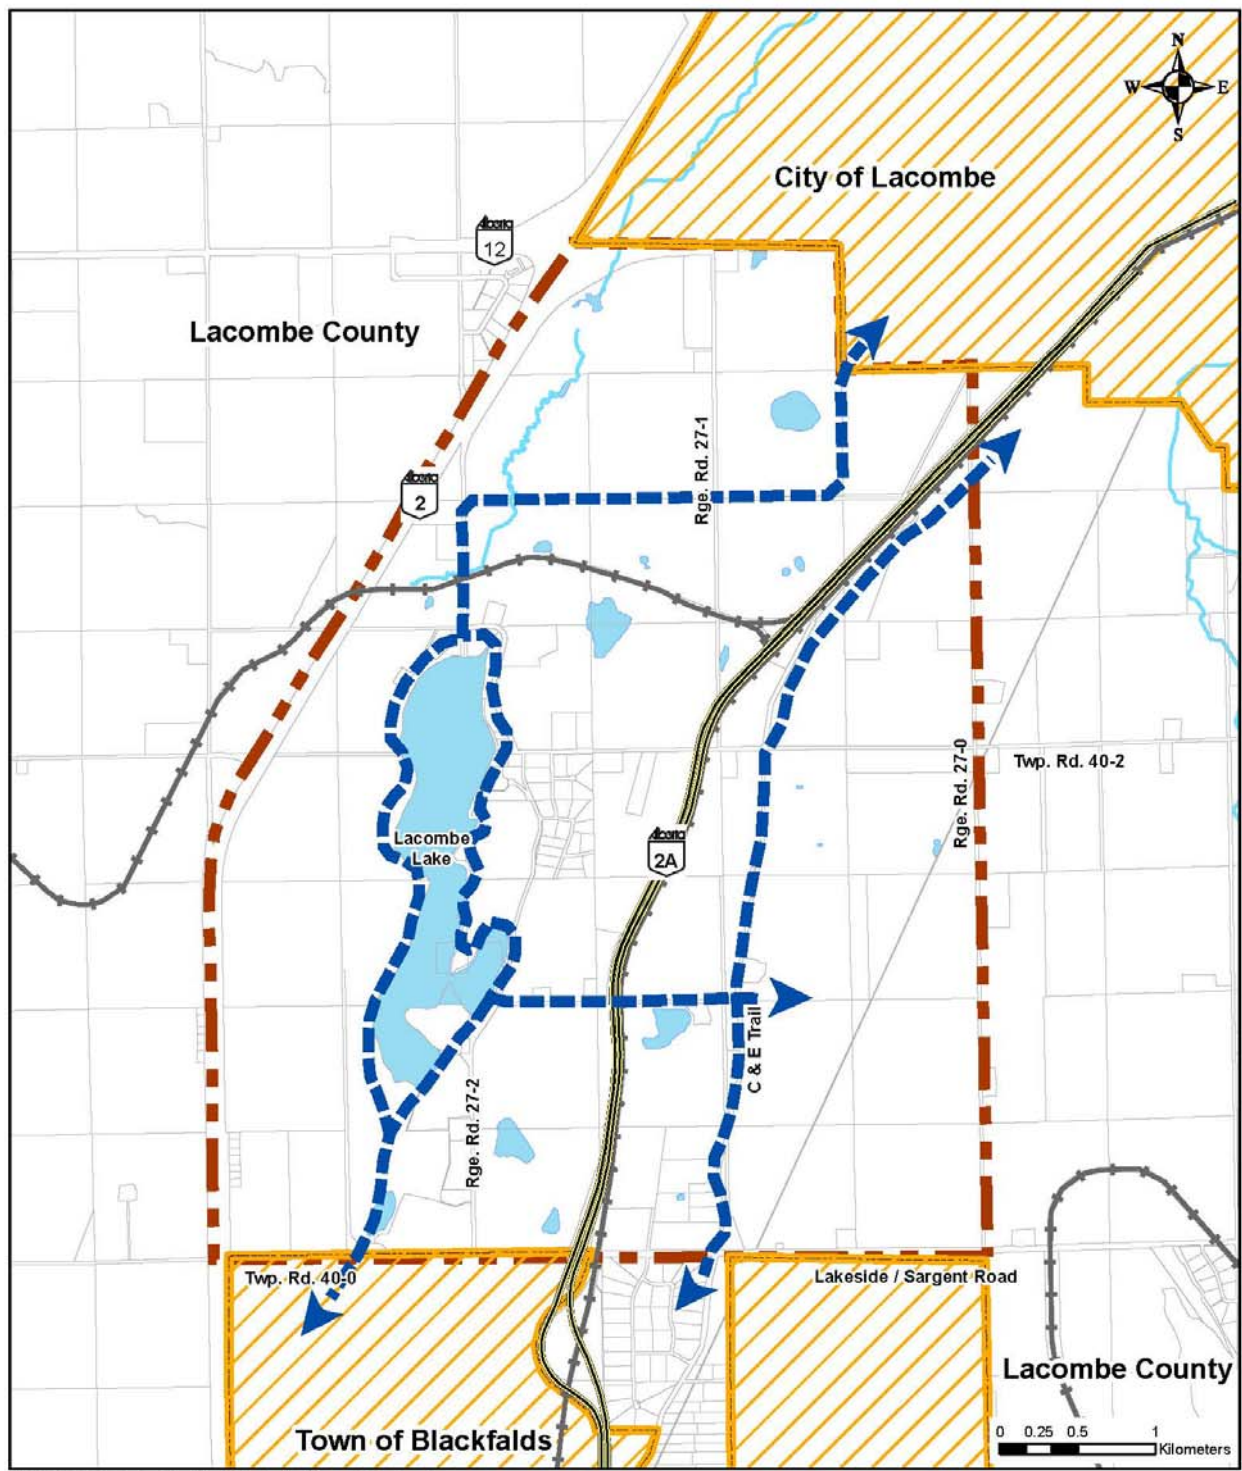 N
W E
S
City of Lacombe
Alberta
12
Lacombe County
Rge. Rd. 27-1
Alberta
2
Rge. Rd. 27-0
Twp. Rd. 40-2
Alberta
2A
Lacombe
Lake
C & E Trail
Rge. Rd. 27-2
Twp. Rd. 40-0
Lakeside / Sargent Road
Lacombe County
Town of Blackfalds
0 0.25 0.5 1
Kilometers